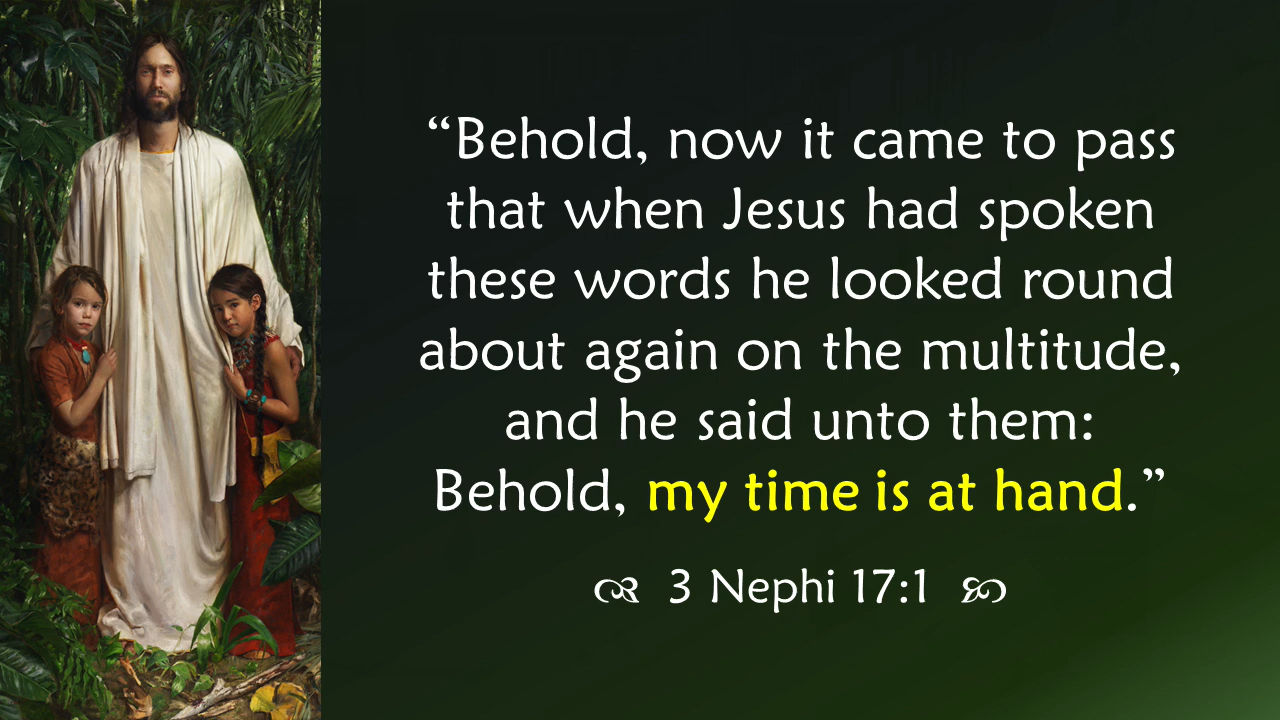 “Behold, now it came to pass
that when Jesus had spoken
these words he looked round
about again on the multitude,
and he said unto them:
Behold, my time is at hand.”
3 Nephi 17:1